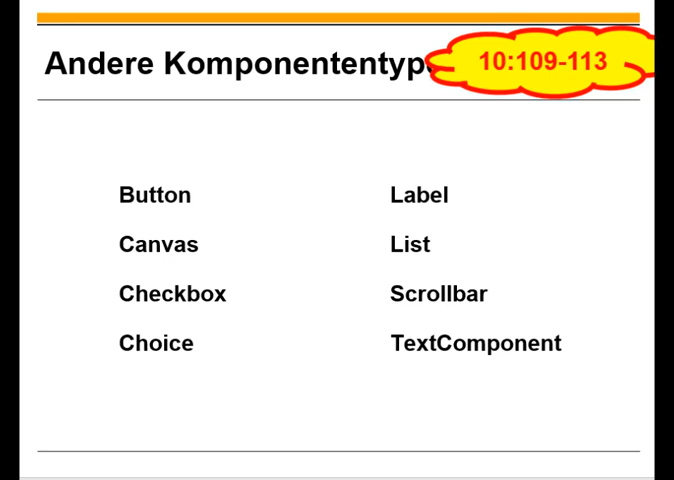 Andere Komponententyp
10:109-113
Button
Canvas
Checkbox
Choice
Label
List
Scrollbar
TextComponent